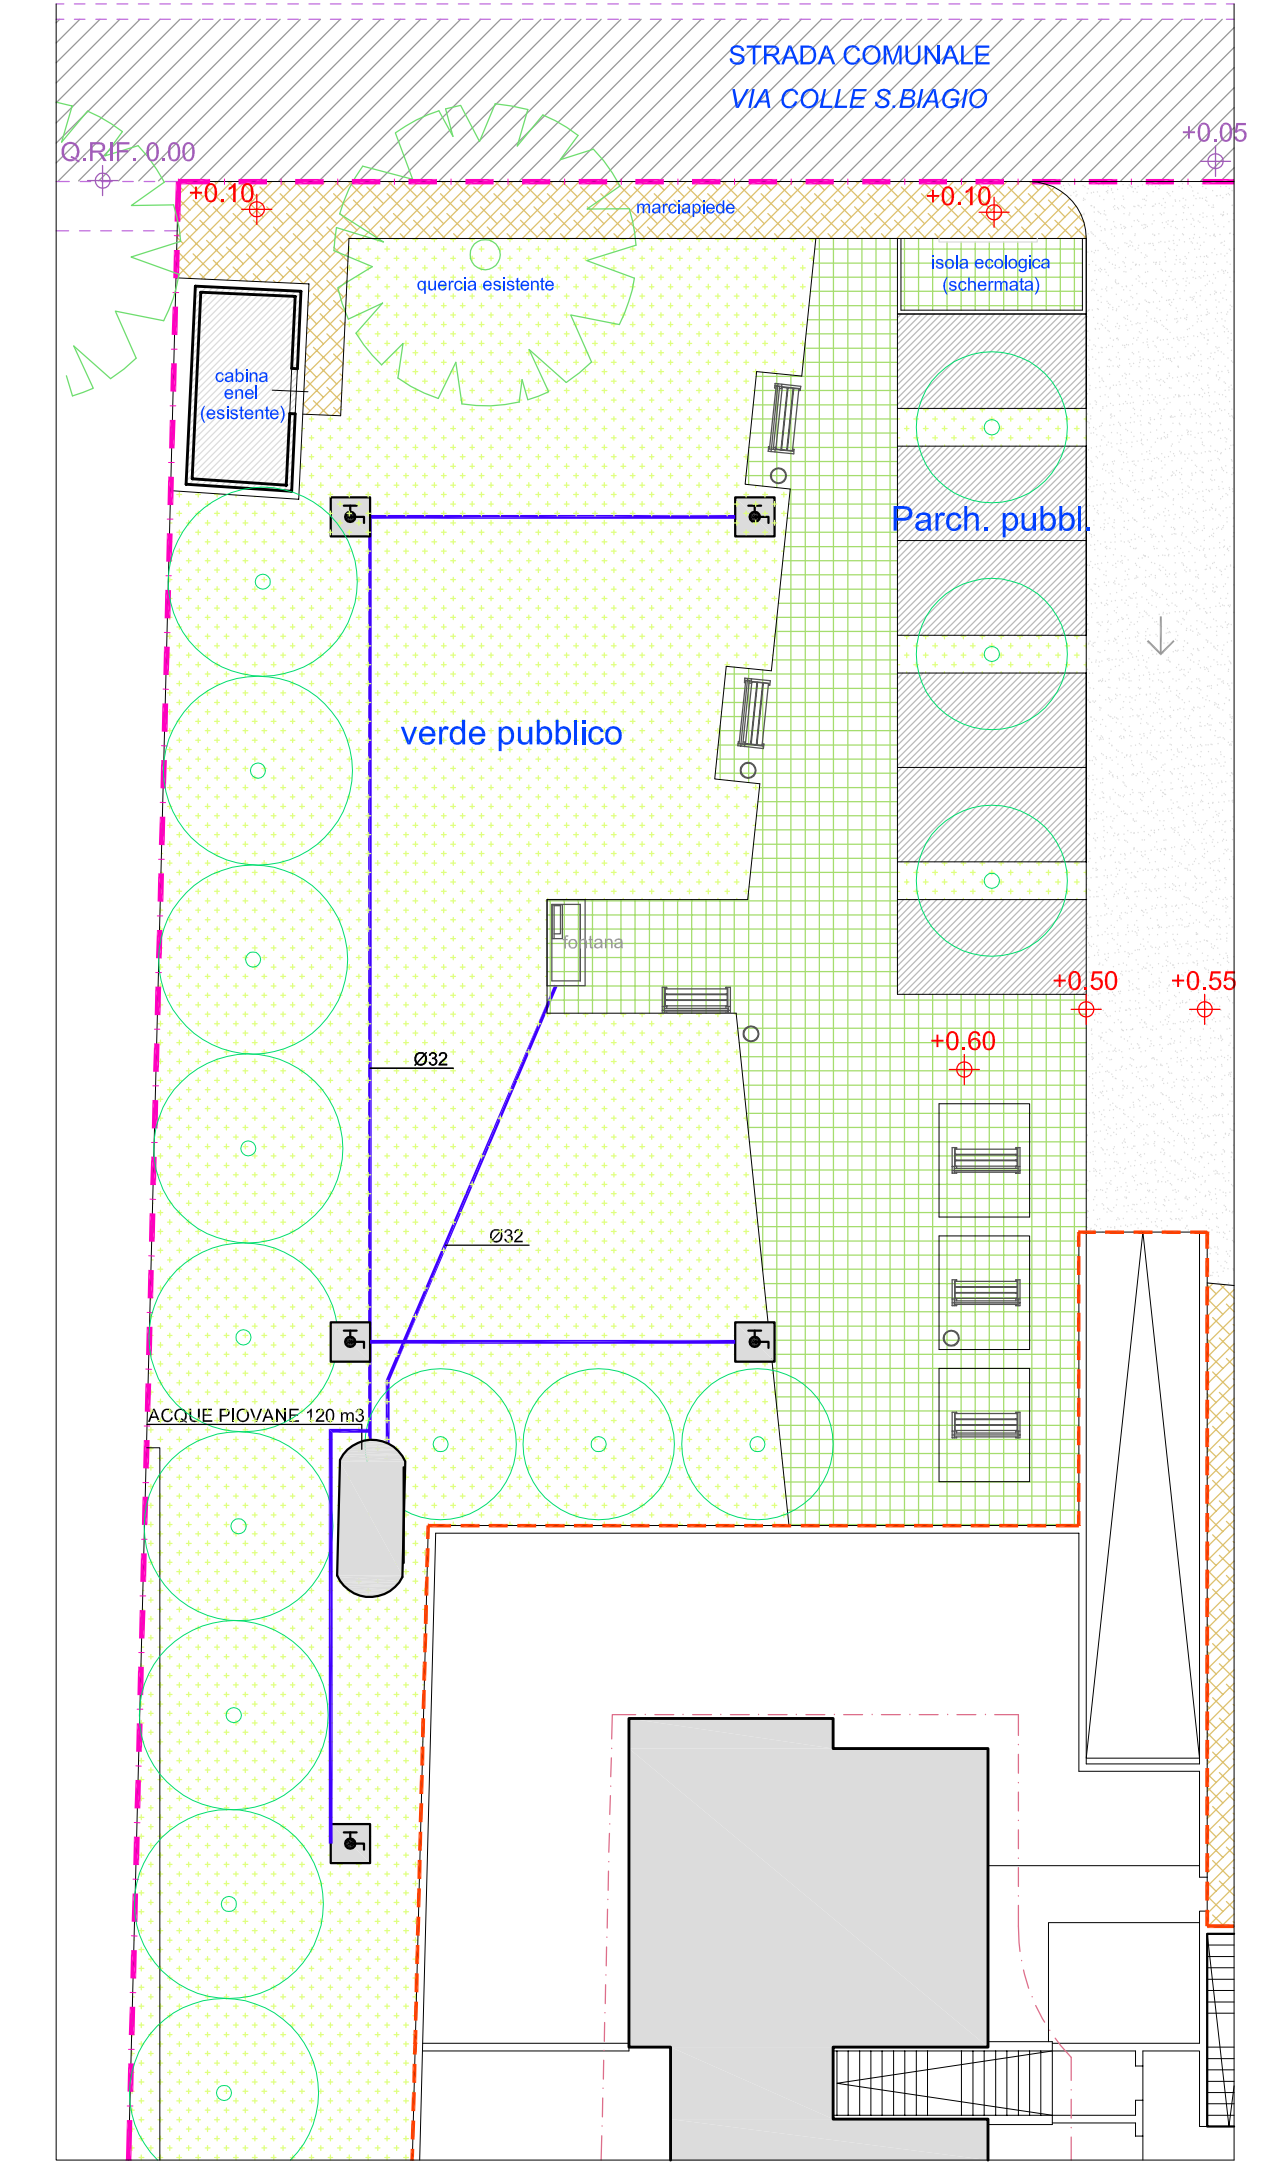 STRADA COMUNALE
VIA COLLE S.BIAGIO
+0.05
Q.RIF. 0.00
+0.10
marciapiede
+0.10
isola ecologica
(schermata)
quercia esistente
cabina
enel
(esistente)
Parch. pubbl.
verde pubblico
fontana
+0.50
+0.55
+0.60
Ø32
Ø32
ACQUE PIOVANE 120 m3